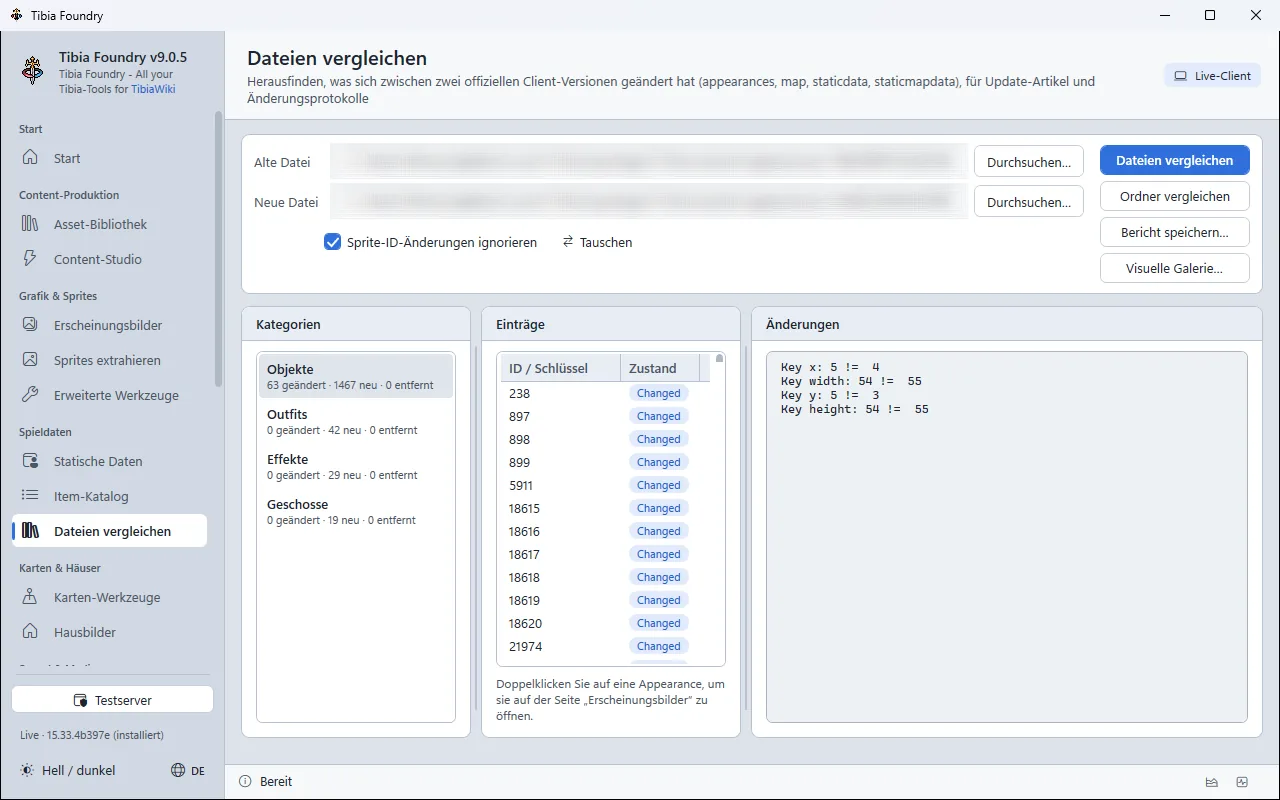 Tibia Foundry
Tibia Foundry v9.0.5
Tibia Foundry - All your
Tibia-Tools for TibiaWiki
Start
Start
Content-Produktion
Asset-Bibliothek
Content-Studio
Grafik & Sprites
Erscheinungsbilder
Sprites extrahieren
Erweiterte Werkzeuge
Spieldaten
Statische Daten
Item-Katalog
Dateien vergleichen
Karten & Häuser
Karten-Werkzeuge
Hausbilder
Testserver
Live · 15.33.4b397e (installiert)
Hell / dunkel
DE
Dateien vergleichen
Herausfinden, was sich zwischen zwei offiziellen Client-Versionen geändert hat (appearances, map, staticdata, staticmapdata), für Update-Artikel und
Änderungsprotokolle
Live-Client
Alte Datei
Durchsuchen...
Neue Datei
Durchsuchen...
Sprite-ID-Änderungen ignorieren
Tauschen
Dateien vergleichen
Ordner vergleichen
Bericht speichern...
Visuelle Galerie...
Kategorien
Objekte
63 geändert · 1467 neu · 0 entfernt
Outfits
0 geändert · 42 neu · 0 entfernt
Effekte
0 geändert · 29 neu · 0 entfernt
Geschosse
0 geändert · 19 neu · 0 entfernt
Einträge
ID / Schlüssel Zustand
238 Changed
897 Changed
898 Changed
899 Changed
5911 Changed
18615 Changed
18616 Changed
18617 Changed
18618 Changed
18619 Changed
18620 Changed
21974 Changed
Doppelklicken Sie auf eine Appearance, um
sie auf der Seite „Erscheinungsbilder“ zu
öffnen.
Änderungen
Key x: 5 != 4
Key width: 54 != 55
Key y: 5 != 3
Key height: 54 != 55
Bereit